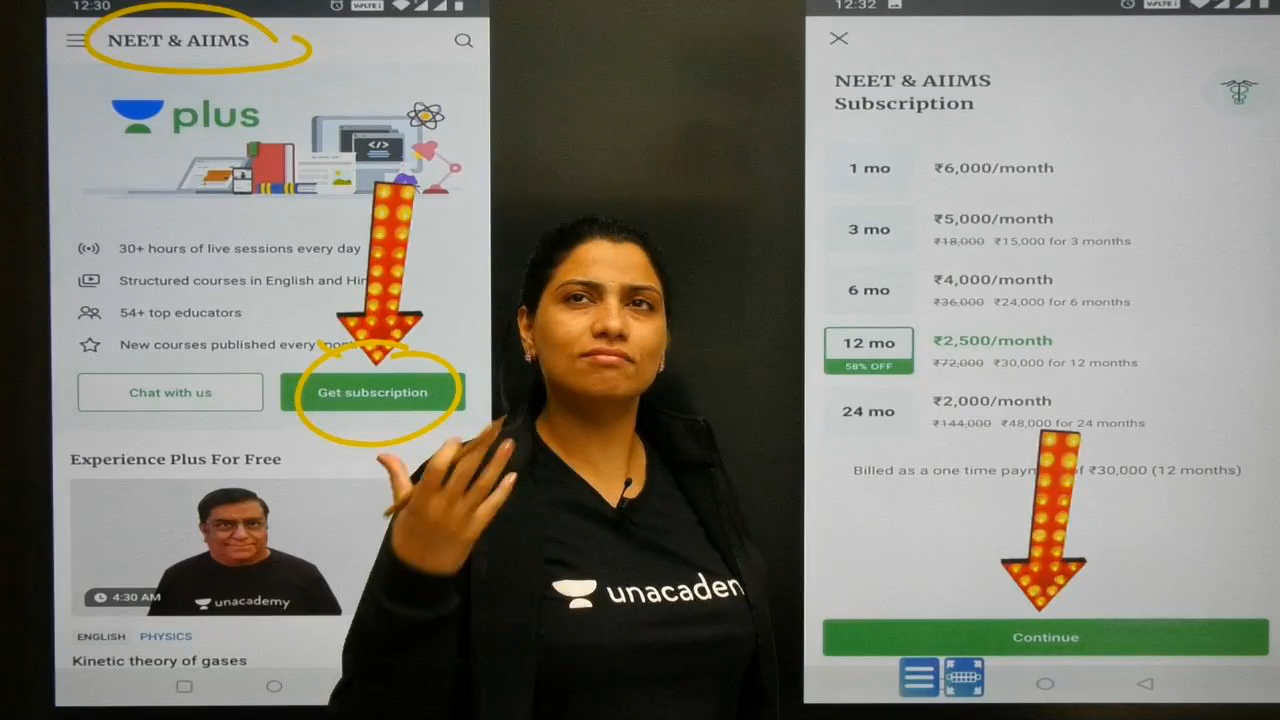 12:30
VoLTE
NEET & AIIMS
plus
</>
30+ hours of live sessions every day
Structured courses in English and
54+ top educators
New courses published every
Chat with us
Get subscription
Experience Plus For Free
4:30 AM
unacademy
ENGLISH
PHYSICS
Kinetic theory of gases
unacadem
12:32
VoLTE
NEET & AIIMS
Subscription
1 mo ₹6,000/month
3 mo ₹5,000/month
₹18,000 ₹15,000 for 3 months
6 mo ₹4,000/month
₹36,000 ₹24,000 for 6 months
12 mo ₹2,500/month
58% OFF ₹72,000 ₹30,000 for 12 months
24 mo ₹2,000/month
₹144,000 ₹48,000 for 24 months
Billed as a one time of ₹30,000 (12 months)
Continue